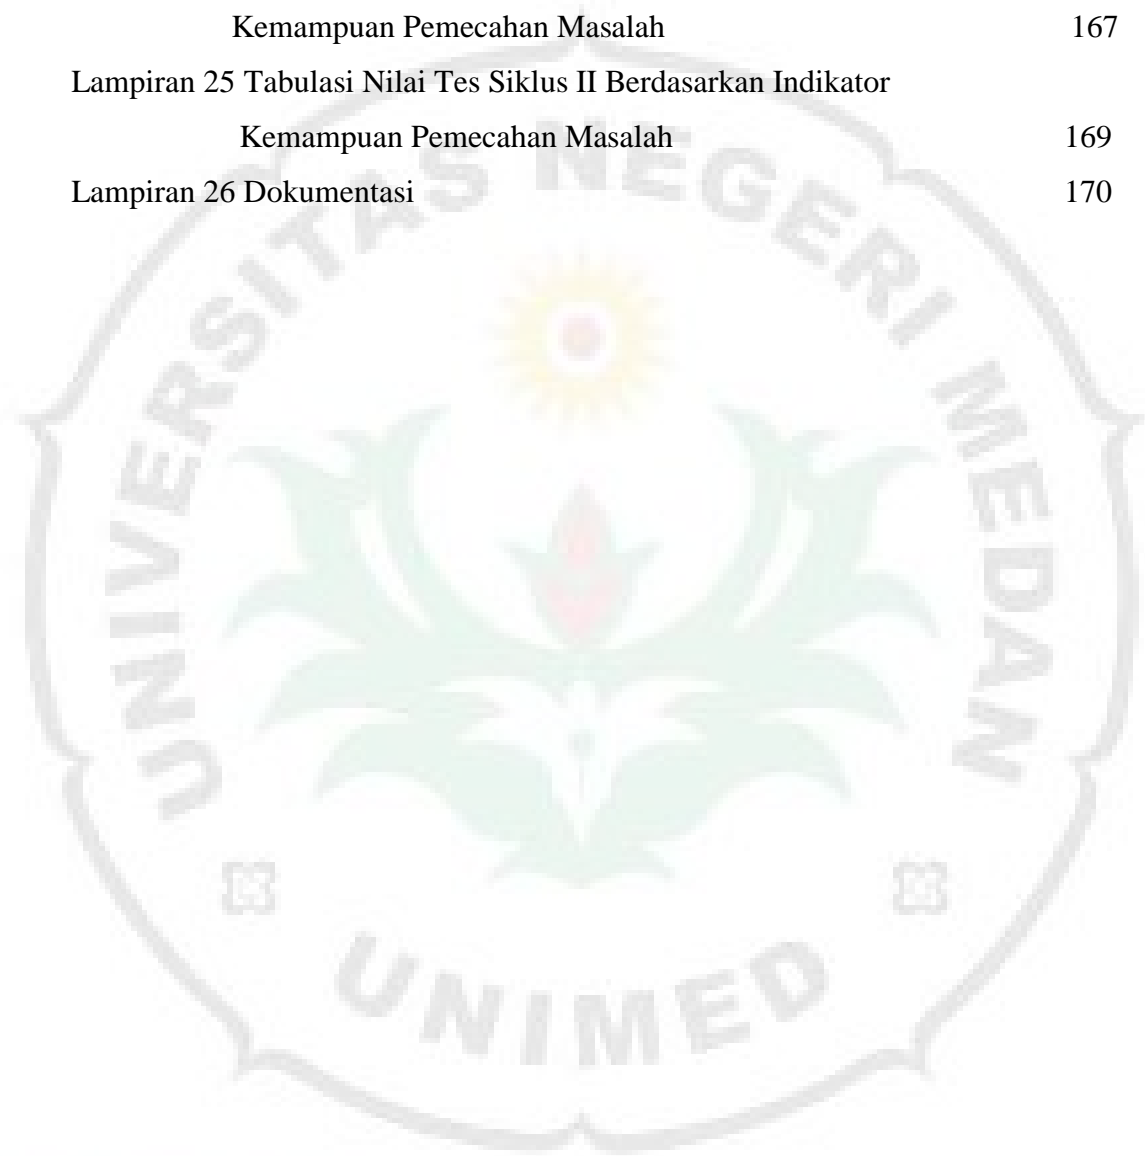 Kemampuan Pemecahan Masalah 167
Lampiran 25 Tabulasi Nilai Tes Siklus II Berdasarkan Indikator
Kemampuan Pemecahan Masalah 169
Lampiran 26 Dokumentasi 170
UNIVERSITAS NEGERI MEDAN
UNIMED